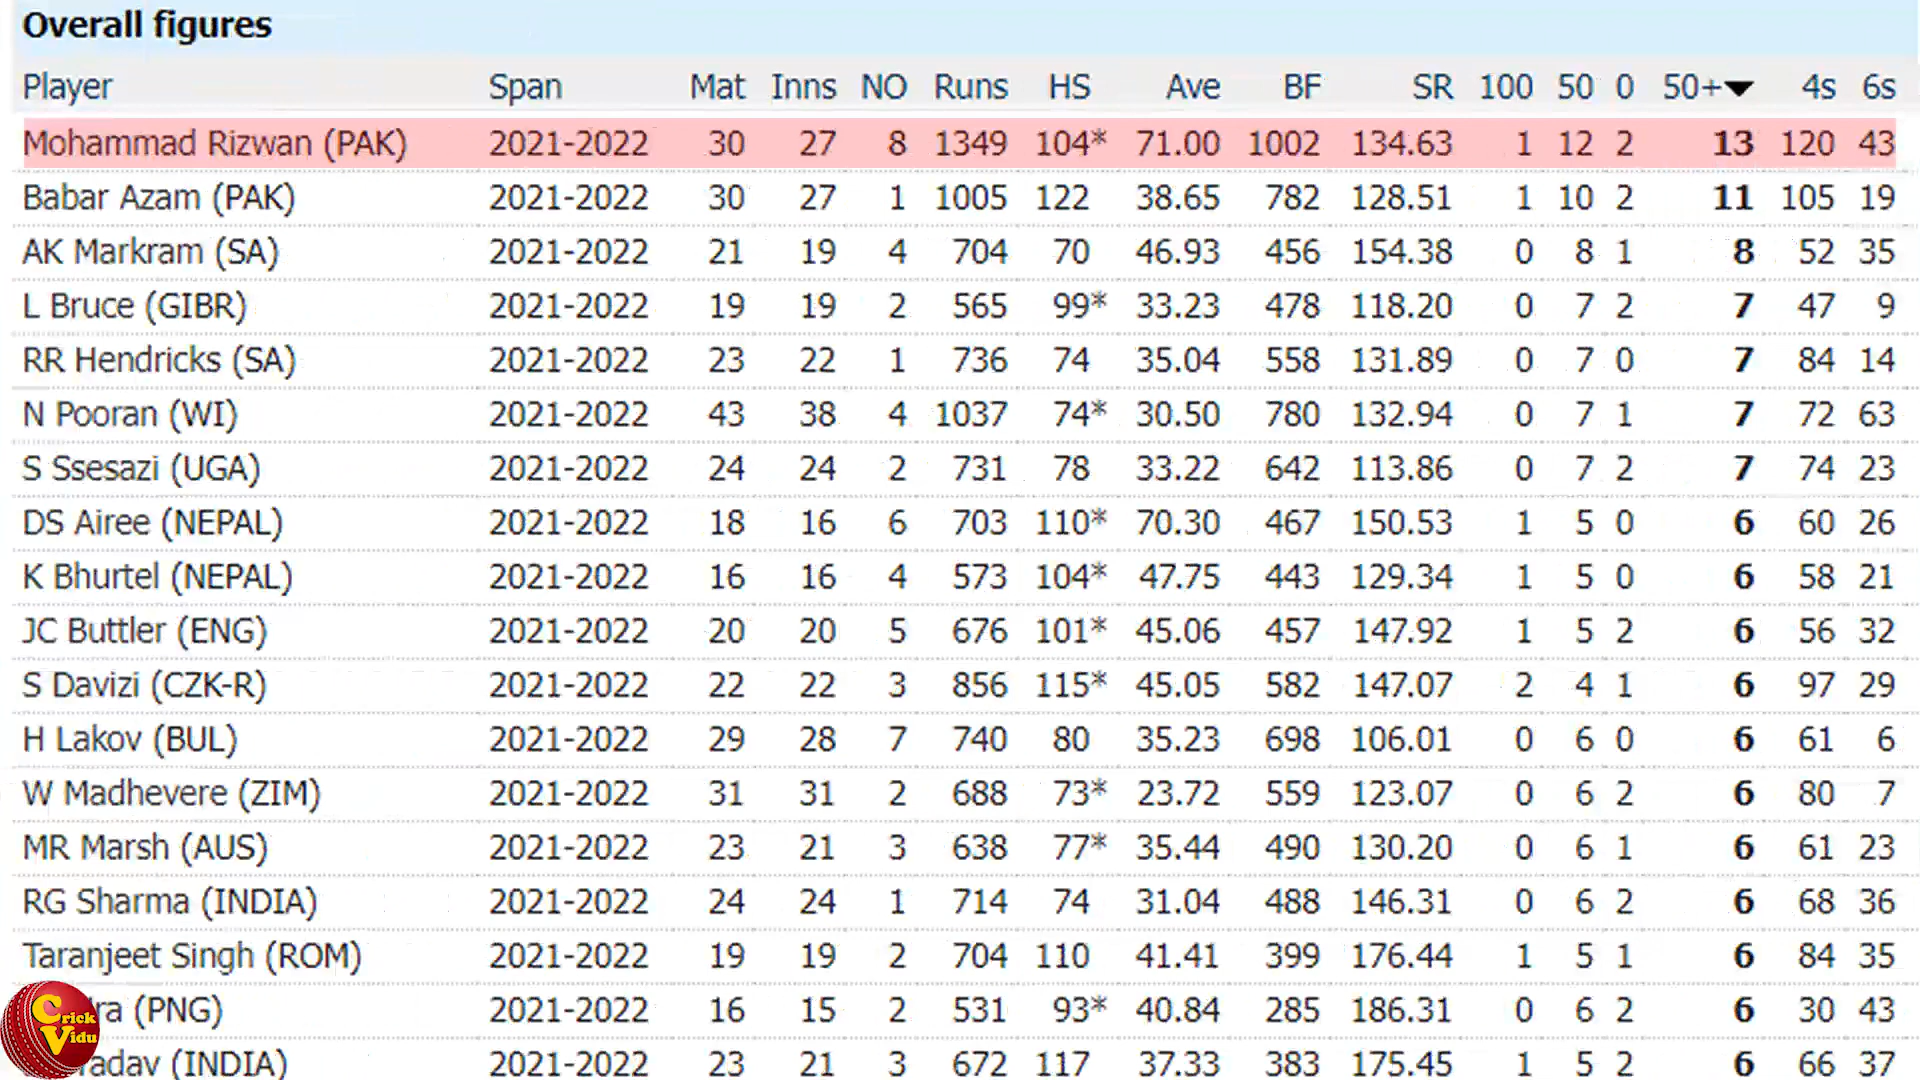 Overall figures
Player Span Mat Inns NO Runs HS Ave BF SR 100 50 0 50+ 4s 6s
Mohammad Rizwan (PAK) 2021-2022 30 27 8 1349 104* 71.00 1002 134.63 1 12 2 13 120 43
Babar Azam (PAK) 2021-2022 30 27 1 1005 122 38.65 782 128.51 1 10 2 11 105 19
AK Markram (SA) 2021-2022 21 19 4 704 70 46.93 456 154.38 0 8 1 8 52 35
L Bruce (GIBR) 2021-2022 19 19 2 565 99* 33.23 478 118.20 0 7 2 7 47 9
RR Hendricks (SA) 2021-2022 23 22 1 736 74 35.04 558 131.89 0 7 0 7 84 14
N Pooran (WI) 2021-2022 43 38 4 1037 74* 30.50 780 132.94 0 7 1 7 72 63
S Ssesazi (UGA) 2021-2022 24 24 2 731 78 33.22 642 113.86 0 7 2 7 74 23
DS Airee (NEPAL) 2021-2022 18 16 6 703 110* 70.30 467 150.53 1 5 0 6 60 26
K Bhurtel (NEPAL) 2021-2022 16 16 4 573 104* 47.75 443 129.34 1 5 0 6 58 21
JC Buttler (ENG) 2021-2022 20 20 5 676 101* 45.06 457 147.92 1 5 2 6 56 32
S Davizi (CZK-R) 2021-2022 22 22 3 856 115* 45.05 582 147.07 2 4 1 6 97 29
H Lakov (BUL) 2021-2022 29 28 7 740 80 35.23 698 106.01 0 6 0 6 61 6
W Madhevere (ZIM) 2021-2022 31 31 2 688 73* 23.72 559 123.07 0 6 2 6 80 7
MR Marsh (AUS) 2021-2022 23 21 3 638 77* 35.44 490 130.20 0 6 1 6 61 23
RG Sharma (INDIA) 2021-2022 24 24 1 714 74 31.04 488 146.31 0 6 2 6 68 36
Taranjeet Singh (ROM) 2021-2022 19 19 2 704 110 41.41 399 176.44 1 5 1 6 84 35
(PNG) 2021-2022 16 15 2 531 93* 40.84 285 186.31 0 6 2 6 30 43
(INDIA) 2021-2022 23 21 3 672 117 37.33 383 175.45 1 5 2 6 66 37
Crick
Vidu